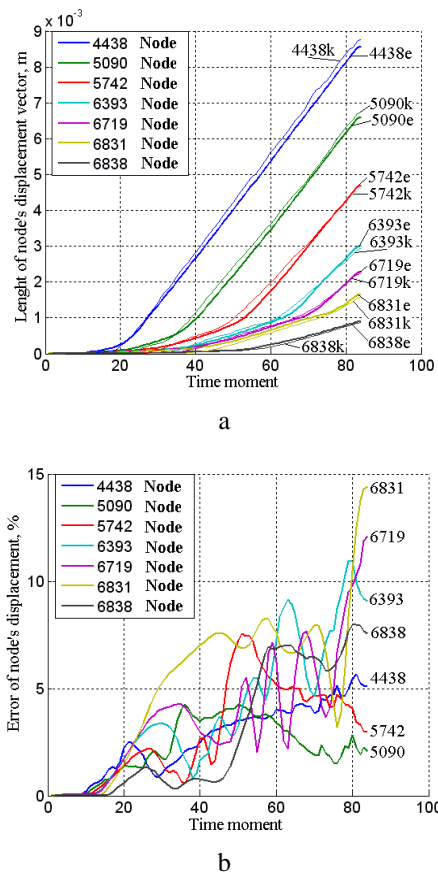 x 10⁻³
9
8
7
6
5
4
3
2
1
0
Lenght of node's displacement vector, m
4438 Node
5090 Node
5742 Node
6393 Node
6719 Node
6831 Node
6838 Node
4438k
4438e
5090k
5090e
5742e
5742k
6393e
6393k
6719e
6719k
6831e
6831k
6838k
6838e
0 20 40 60 80 100
Time moment
a
15
10
5
0
Error of node's displacement, %
4438 Node
5090 Node
5742 Node
6393 Node
6719 Node
6831 Node
6838 Node
6831
6719
6393
6838
4438
5742
5090
0 20 40 60 80 100
Time moment
b